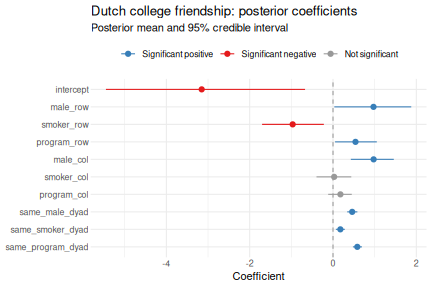 Dutch college friendship: posterior coefficients
Posterior mean and 95% credible interval
Significant positive Significant negative Not significant
intercept
male_row
smoker_row
program_row
male_col
smoker_col
program_col
same_male_dyad
same_smoker_dyad
same_program_dyad
-4 -2 0 2
Coefficient